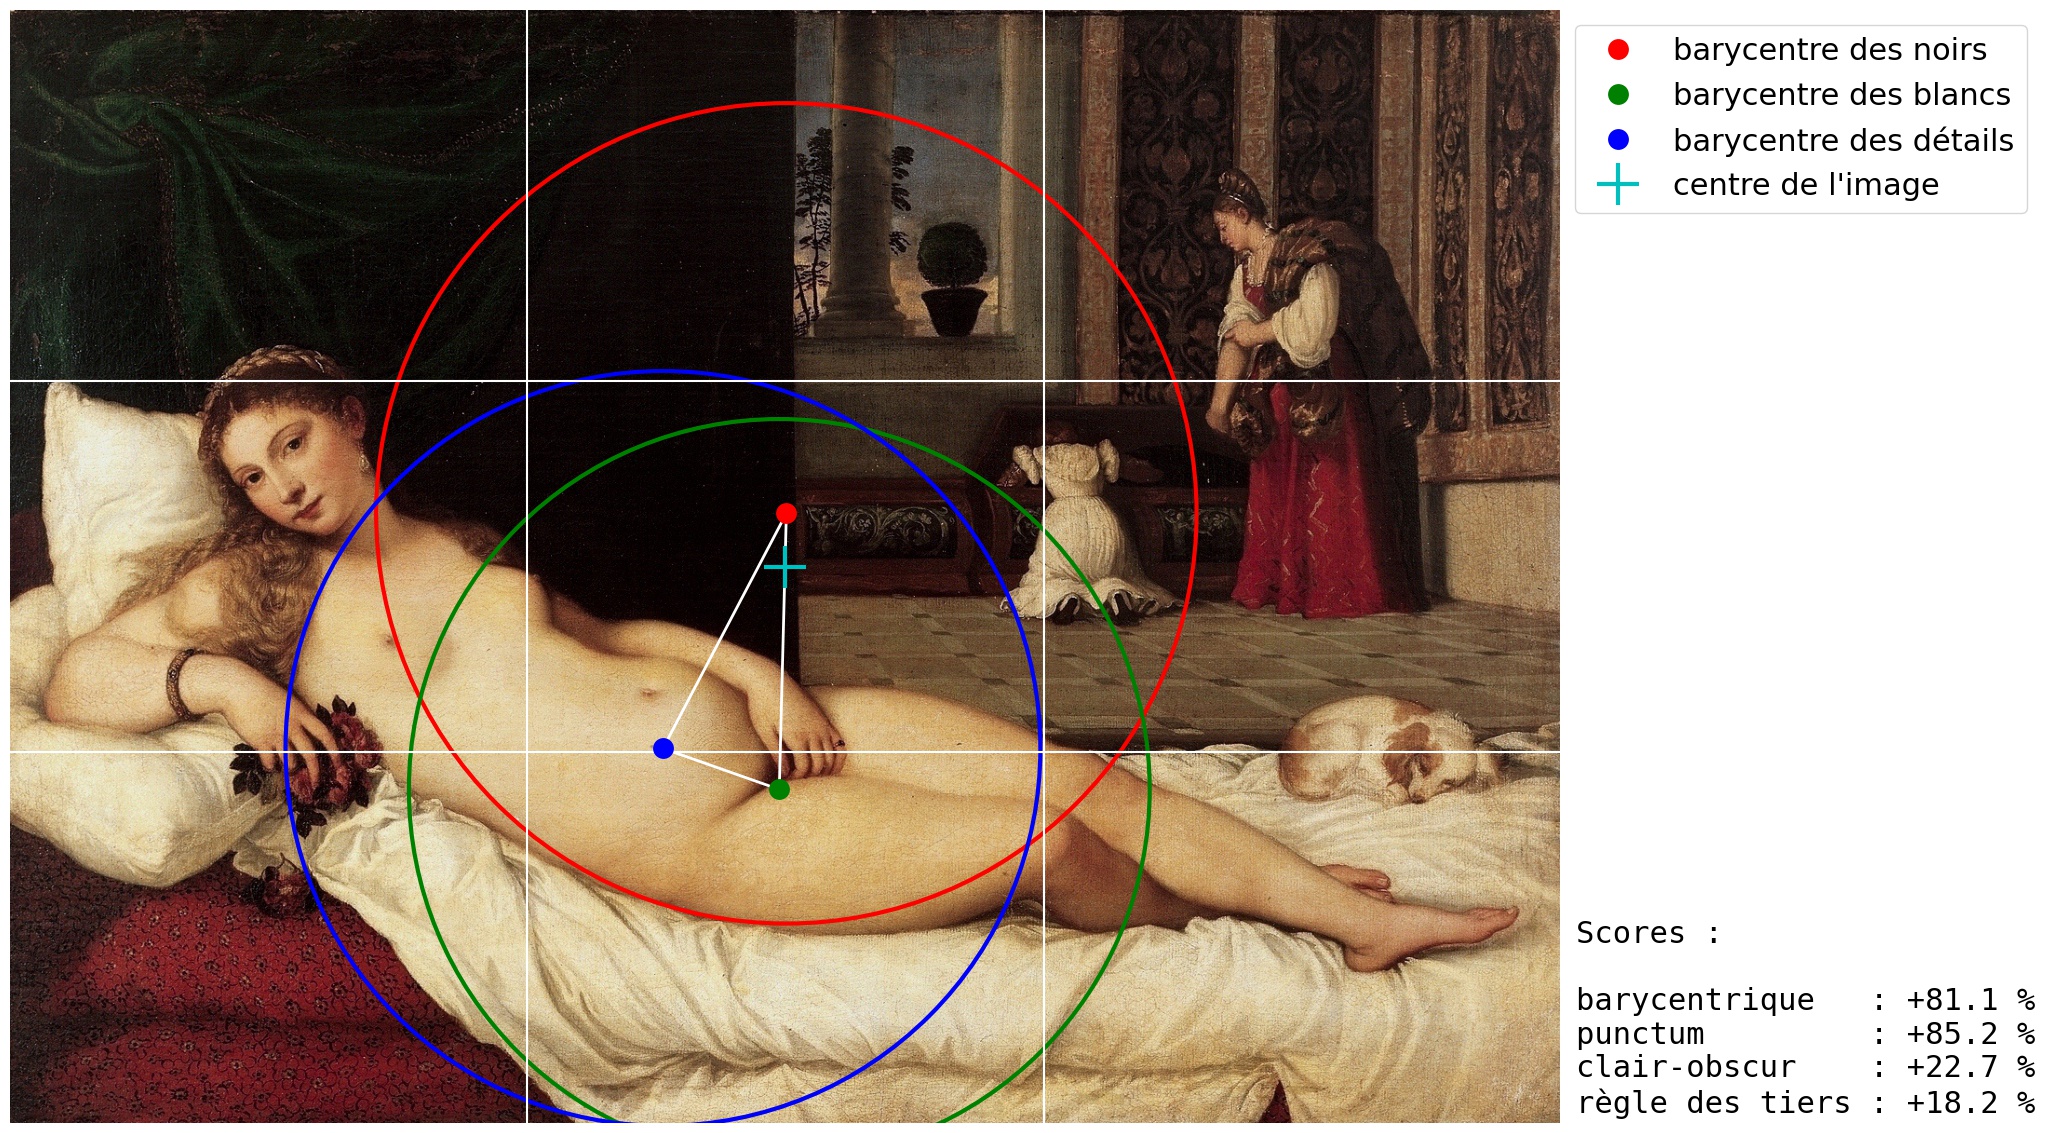 barycentre des noirs
barycentre des blancs
barycentre des détails
centre de l'image
Scores :
barycentrique   : +81.1 %
punctum         : +85.2 %
clair-obscur    : +22.7 %
règle des tiers : +18.2 %